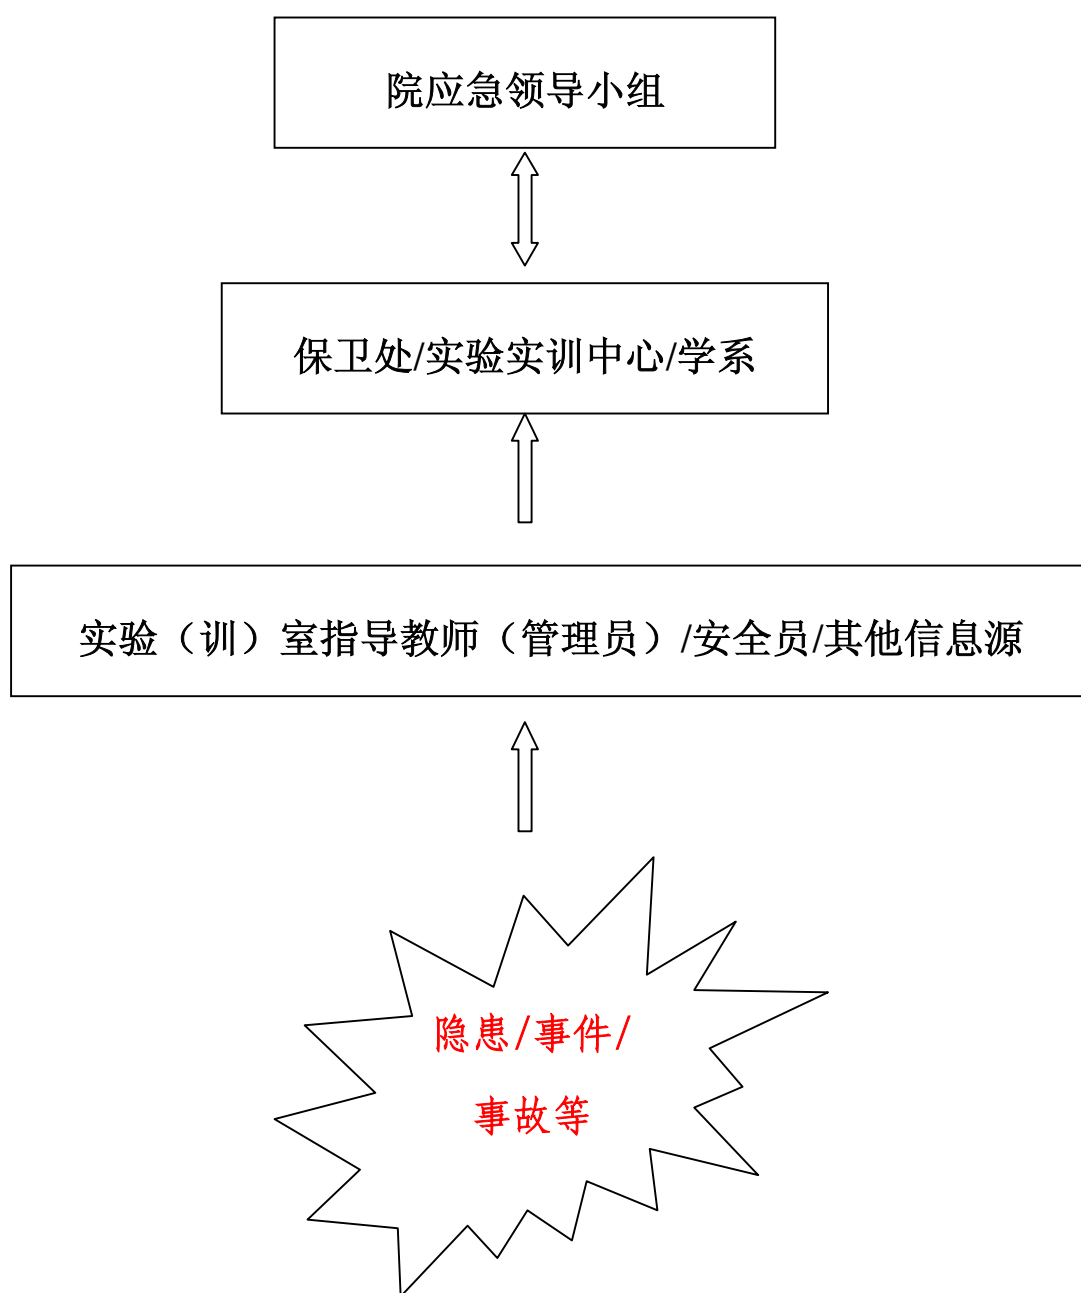 院应急领导小组
保卫处/实验实训中心/学系
实验（训）室指导教师（管理员）/安全员/其他信息源
隐患/事件/
事故等